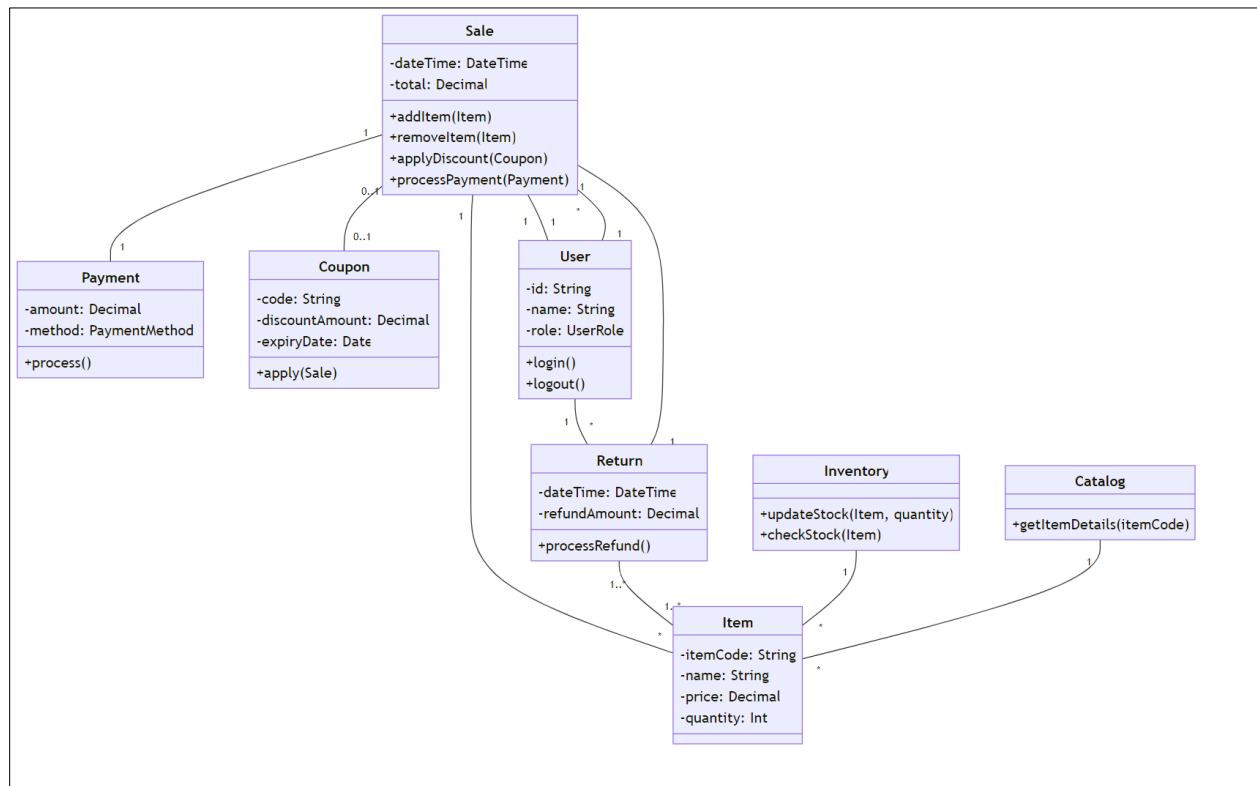 Sale
-dateTime: DateTime
-total: Decimal
+addItem(Item)
+removeItem(Item)
+applyDiscount(Coupon)
+processPayment(Payment)
1
0..1
1
1
1
1
*
1
0..1
1
Payment
-amount: Decimal
-method: PaymentMethod
+process()
Coupon
-code: String
-discountAmount: Decimal
-expiryDate: Date
+apply(Sale)
User
-id: String
-name: String
-role: UserRole
+login()
+logout()
1
*
1
Return
-dateTime: DateTime
-refundAmount: Decimal
+processRefund()
Inventory
+updateStock(Item, quantity)
+checkStock(Item)
Catalog
+getItemDetails(itemCode)
1..*
1
1
1..*
*
*
*
Item
-itemCode: String
-name: String
-price: Decimal
-quantity: Int